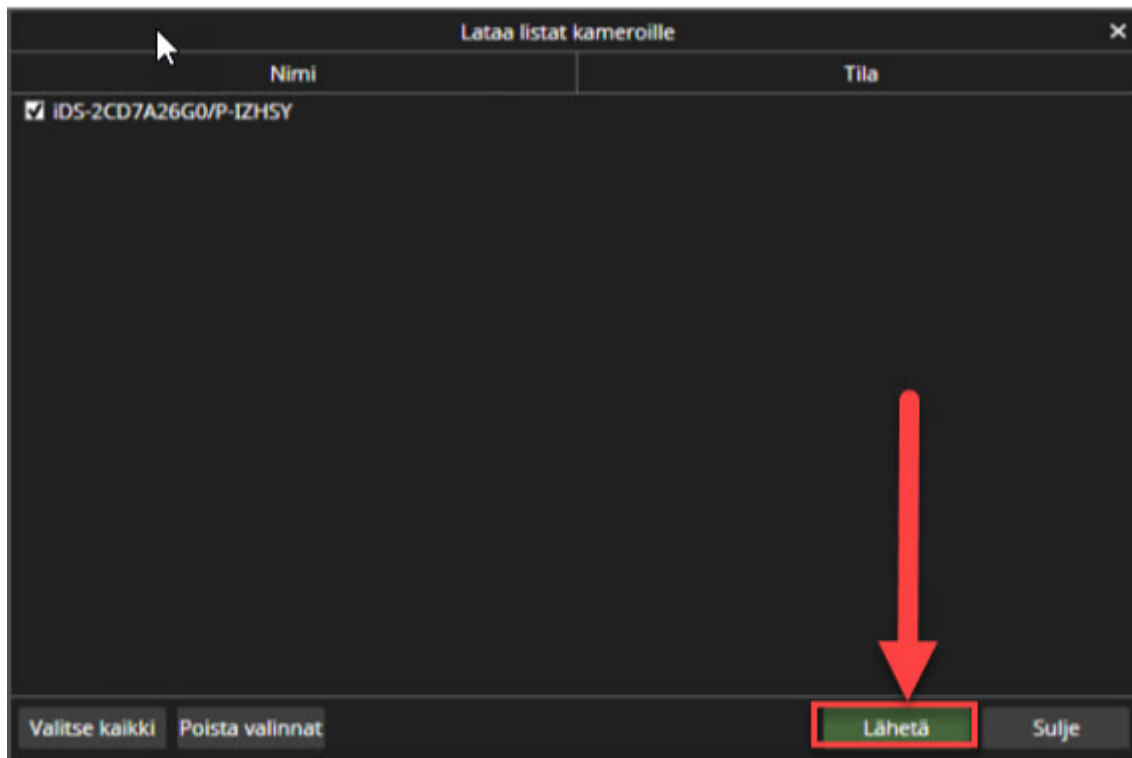 Lataa listat kameroille
Nimi Tila
iDS-2CD7A26G0/P-IZHSY
Valitse kaikki Poista valinnat Lähetä Sulje